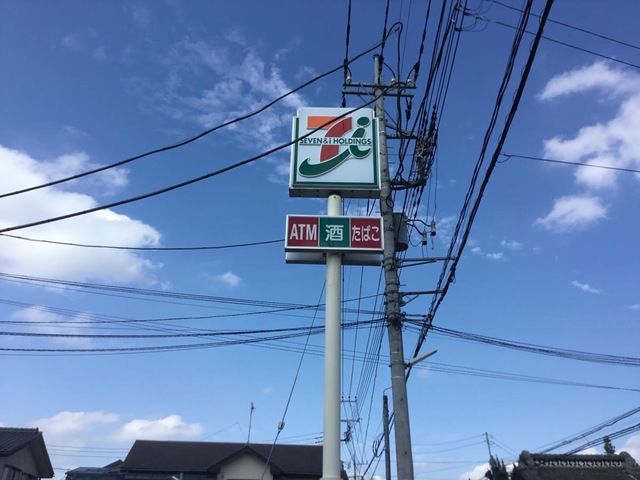 SEVEN & i HOLDINGS
ATM 酒 たばこ